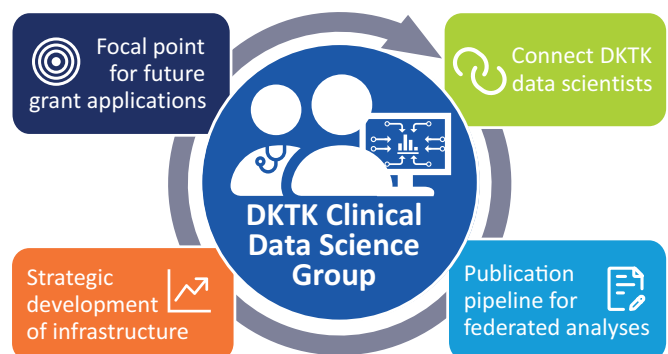 Focal point
for future
grant applications
Connect DKTK
data scientists
DKTK Clinical
Data Science
Group
Strategic
development
of infrastructure
Publication
pipeline for
federated analyses